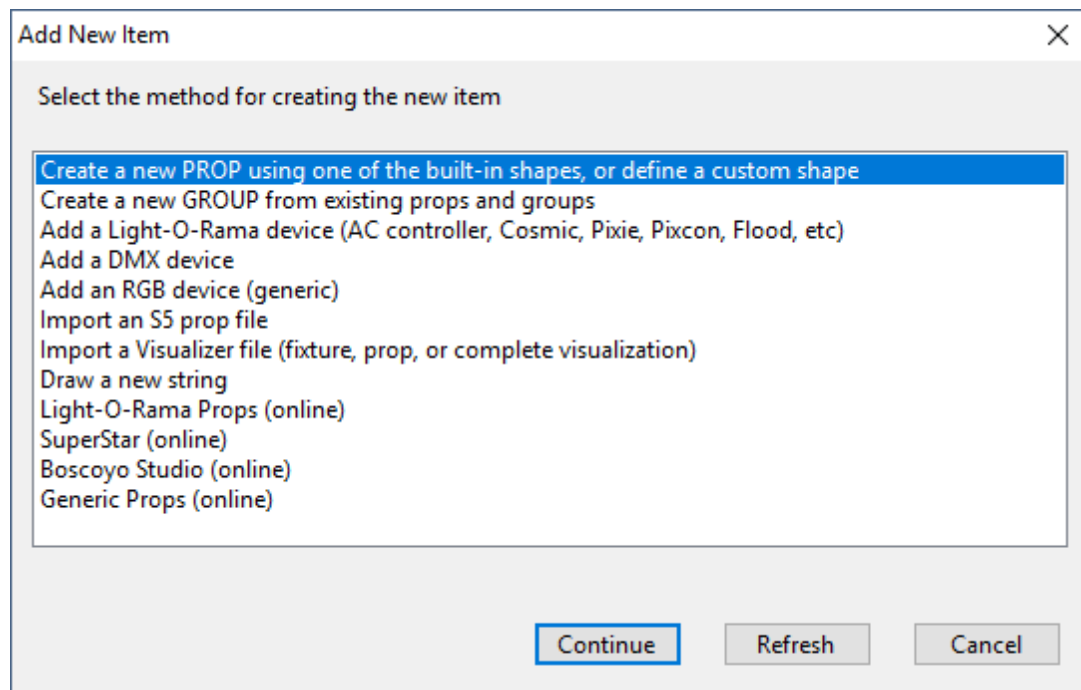 Add New Item
Select the method for creating the new item
Create a new PROP using one of the built-in shapes, or define a custom shape
Create a new GROUP from existing props and groups
Add a Light-O-Rama device (AC controller, Cosmic, Pixie, Pixcon, Flood, etc)
Add a DMX device
Add an RGB device (generic)
Import an S5 prop file
Import a Visualizer file (fixture, prop, or complete visualization)
Draw a new string
Light-O-Rama Props (online)
SuperStar (online)
Boscoyo Studio (online)
Generic Props (online)
Continue Refresh Cancel